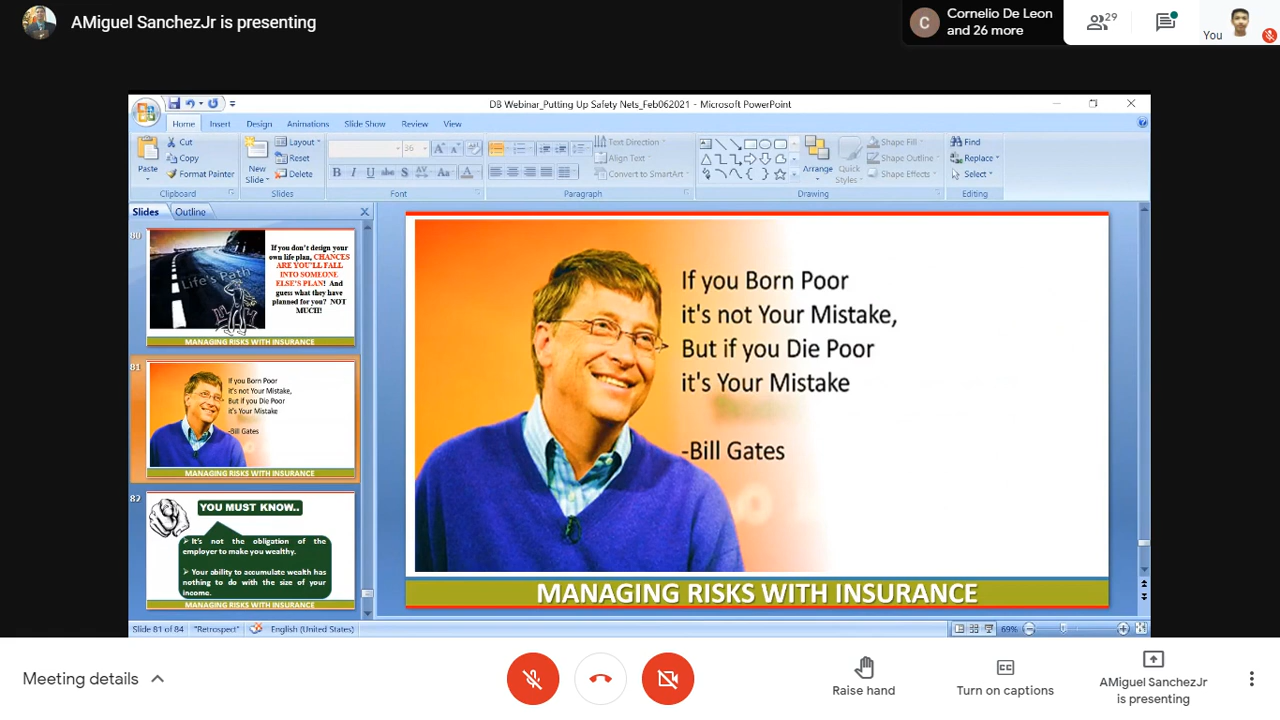 AMiguel SanchezJr is presenting
Cornelio De Leon
and 26 more
29
You
DB Webinar_Putting Up Safety Nets_Feb062021 - Microsoft PowerPoint
Home Insert Design Animations Slide Show Review View
Paste
Cut
Copy
Format Painter
Clipboard
New
Slide
Layout
Reset
Delete
Slides
36
B I U abc S AV Aa A
Font
Text Direction
Align Text
Convert to SmartArt
Paragraph
Arrange
Quick
Styles
Shape Fill
Shape Outline
Shape Effects
Drawing
Find
Replace
Select
Editing
Slides Outline
80
Life's Path
If you don't design your
own life plan, CHANCES
ARE YOU'LL FALL
INTO SOMEONE
ELSE'S PLAN! And
guess what they have
planned for you? NOT
MUCH!
MANAGING RISKS WITH INSURANCE
81
If you Born Poor
it's not Your Mistake,
But if you Die Poor
it's Your Mistake
-Bill Gates
MANAGING RISKS WITH INSURANCE
82
YOU MUST KNOW..
It's not the obligation of the
employer to make you wealthy.
Your ability to accumulate wealth has
nothing to do with the size of your
income.
MANAGING RISKS WITH INSURANCE
If you Born Poor
it's not Your Mistake,
But if you Die Poor
it's Your Mistake
-Bill Gates
MANAGING RISKS WITH INSURANCE
Slide 81 of 84 "Retrospect" English (United States) 69%
Meeting details
Raise hand
Turn on captions
AMiguel SanchezJr
is presenting